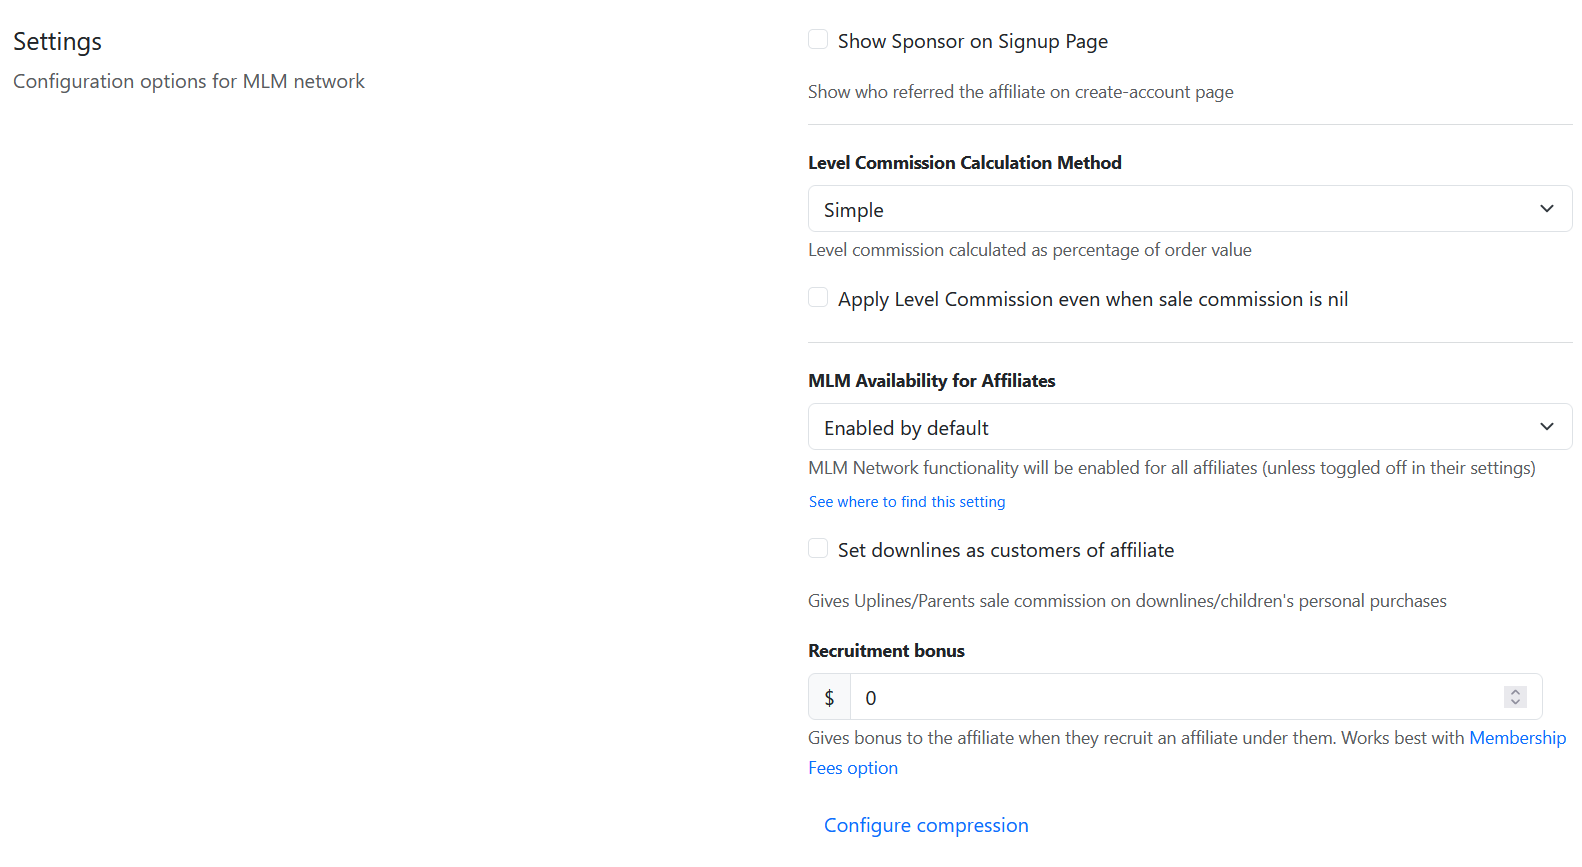 Settings
Configuration options for MLM network
Show Sponsor on Signup Page
Show who referred the affiliate on create-account page
Level Commission Calculation Method
Simple
Level commission calculated as percentage of order value
Apply Level Commission even when sale commission is nil
MLM Availability for Affiliates
Enabled by default
MLM Network functionality will be enabled for all affiliates (unless toggled off in their settings)
See where to find this setting
Set downlines as customers of affiliate
Gives Uplines/Parents sale commission on downlines/children's personal purchases
Recruitment bonus
$ 0
Gives bonus to the affiliate when they recruit an affiliate under them. Works best with Membership
Fees option
Configure compression